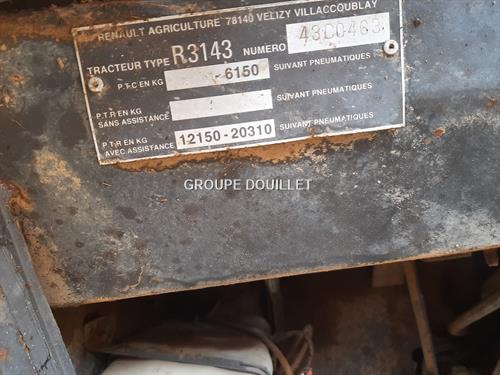 RENAULT AGRICULTURE 78140 VELIZY VILLACCOUBLAY
TRACTEUR TYPE R3143 NUMERO 43C0463
P.T.C EN KG -6150 SUIVANT PNEUMATIQUES
P.T.R EN KG SANS ASSISTANCE SUIVANT PNEUMATIQUES
P.T.R EN KG AVEC ASSISTANCE 12150-20310 SUIVANT PNEUMATIQUES
GROUPE DOUILLET